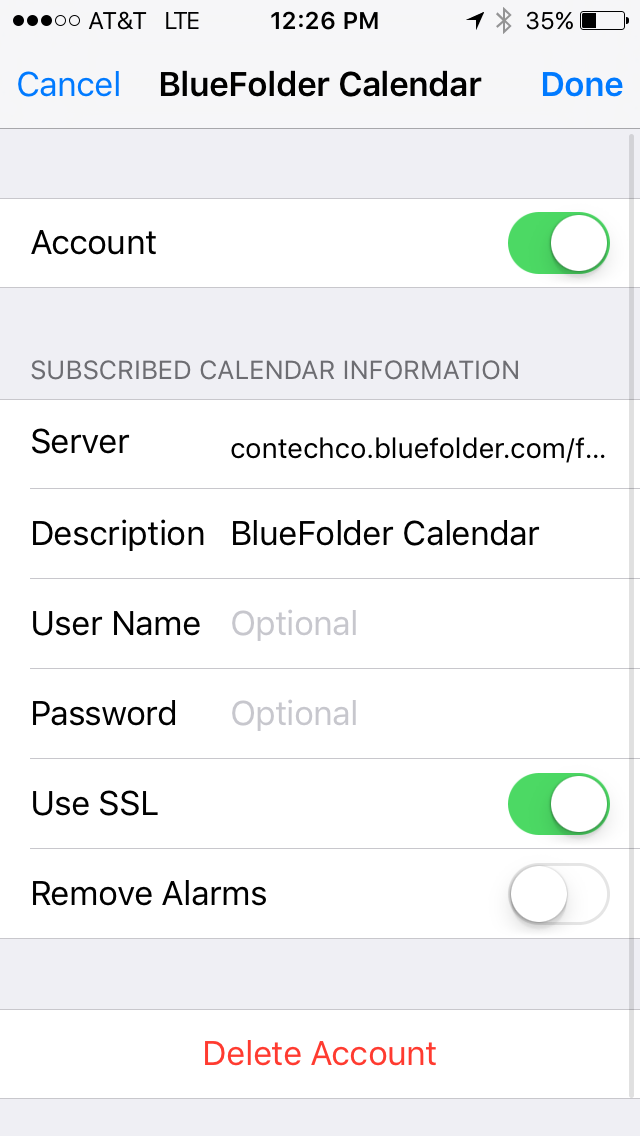 AT&T LTE 12:26 PM 35%
Cancel BlueFolder Calendar Done
Account
SUBSCRIBED CALENDAR INFORMATION
Server contechco.bluefolder.com/f...
Description BlueFolder Calendar
User Name Optional
Password Optional
Use SSL
Remove Alarms
Delete Account